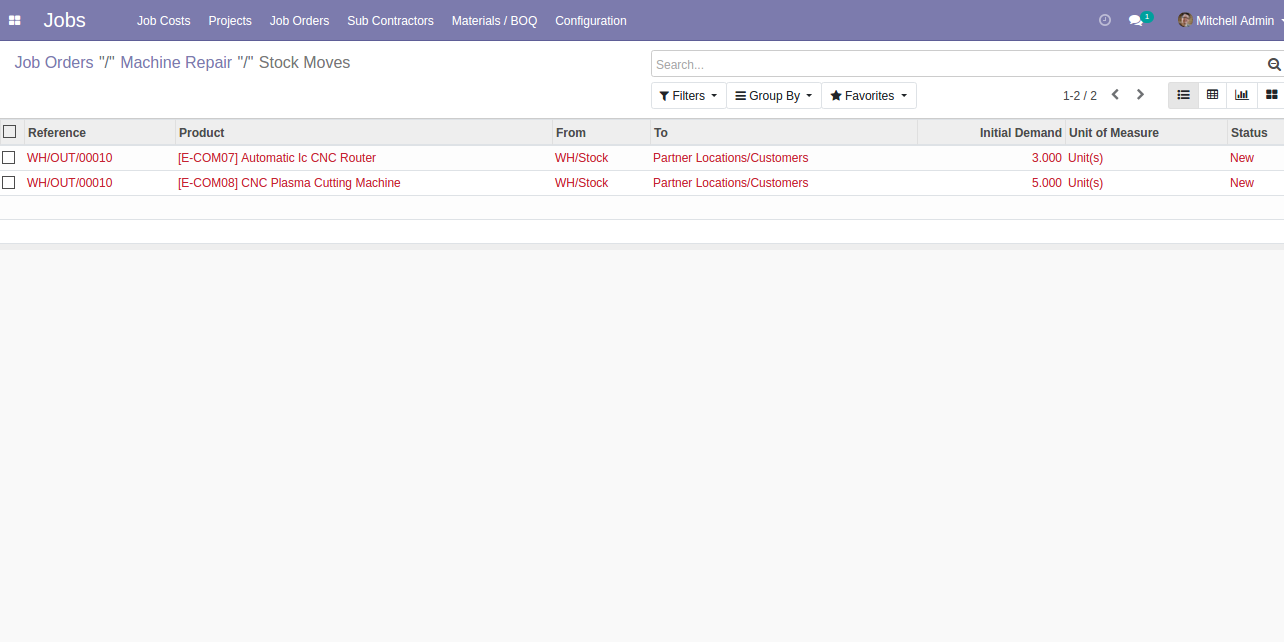 Jobs Job Costs Projects Job Orders Sub Contractors Materials / BOQ Configuration 1 Mitchell Admin
Job Orders "/" Machine Repair "/" Stock Moves
Search...
Filters Group By Favorites 1-2 / 2
Reference Product From To Initial Demand Unit of Measure Status
WH/OUT/00010 [E-COM07] Automatic Ic CNC Router WH/Stock Partner Locations/Customers 3.000 Unit(s) New
WH/OUT/00010 [E-COM08] CNC Plasma Cutting Machine WH/Stock Partner Locations/Customers 5.000 Unit(s) New